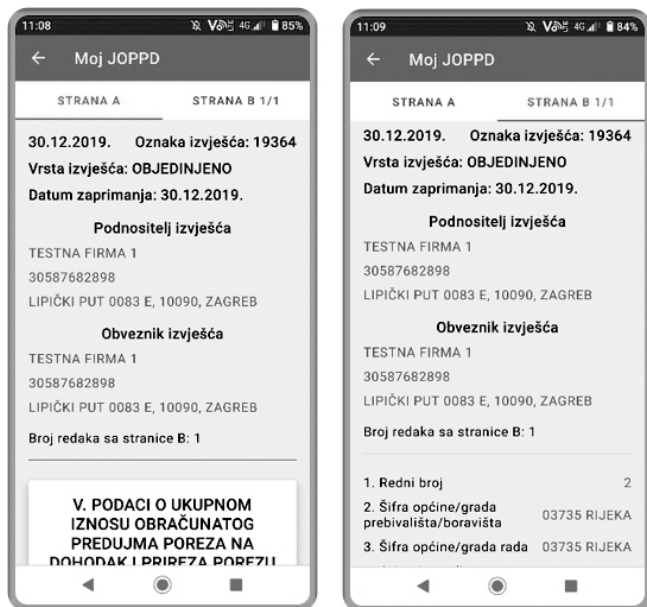 11:08 4G 85%
Moj JOPPD
STRANA A STRANA B 1/1
30.12.2019. Oznaka izvješća: 19364
Vrsta izvješća: OBJEDINJENO
Datum zaprimanja: 30.12.2019.
Podnositelj izvješća
TESTNA FIRMA 1
30587682898
LIPIČKI PUT 0083 E, 10090, ZAGREB
Obveznik izvješća
TESTNA FIRMA 1
30587682898
LIPIČKI PUT 0083 E, 10090, ZAGREB
Broj redaka sa stranice B: 1
V. PODACI O UKUPNOM
IZNOSU OBRAČUNATOG
PREDUJMA POREZA NA
DOHODAK I PRIREZA POREZU
11:09 4G 84%
Moj JOPPD
STRANA A STRANA B 1/1
30.12.2019. Oznaka izvješća: 19364
Vrsta izvješća: OBJEDINJENO
Datum zaprimanja: 30.12.2019.
Podnositelj izvješća
TESTNA FIRMA 1
30587682898
LIPIČKI PUT 0083 E, 10090, ZAGREB
Obveznik izvješća
TESTNA FIRMA 1
30587682898
LIPIČKI PUT 0083 E, 10090, ZAGREB
Broj redaka sa stranice B: 1
1. Redni broj 2
2. Šifra općine/grada
prebivališta/boravišta 03735 RIJEKA
3. Šifra općine/grada rada 03735 RIJEKA